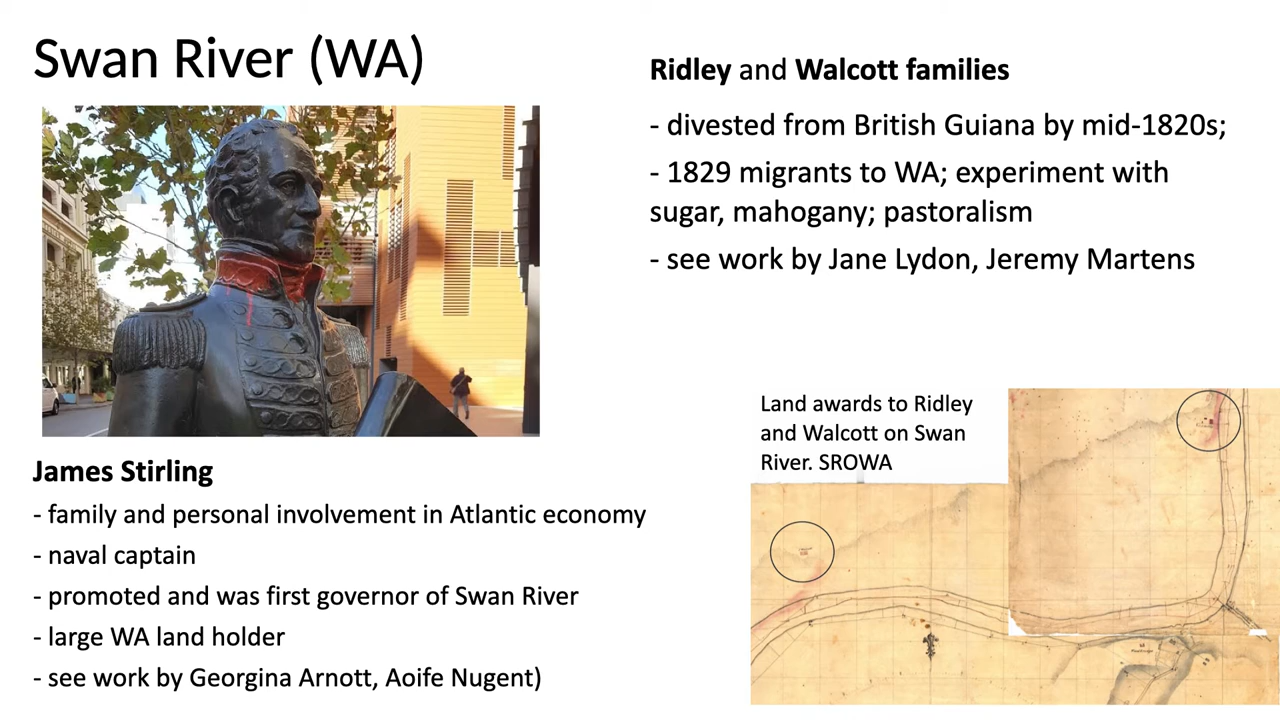 Swan River (WA)
James Stirling
- family and personal involvement in Atlantic economy
- naval captain
- promoted and was first governor of Swan River
- large WA land holder
- see work by Georgina Arnott, Aoife Nugent)
Ridley and Walcott families
- divested from British Guiana by mid-1820s;
- 1829 migrants to WA; experiment with
sugar, mahogany; pastoralism
- see work by Jane Lydon, Jeremy Martens
Land awards to Ridley
and Walcott on Swan
River. SROWA